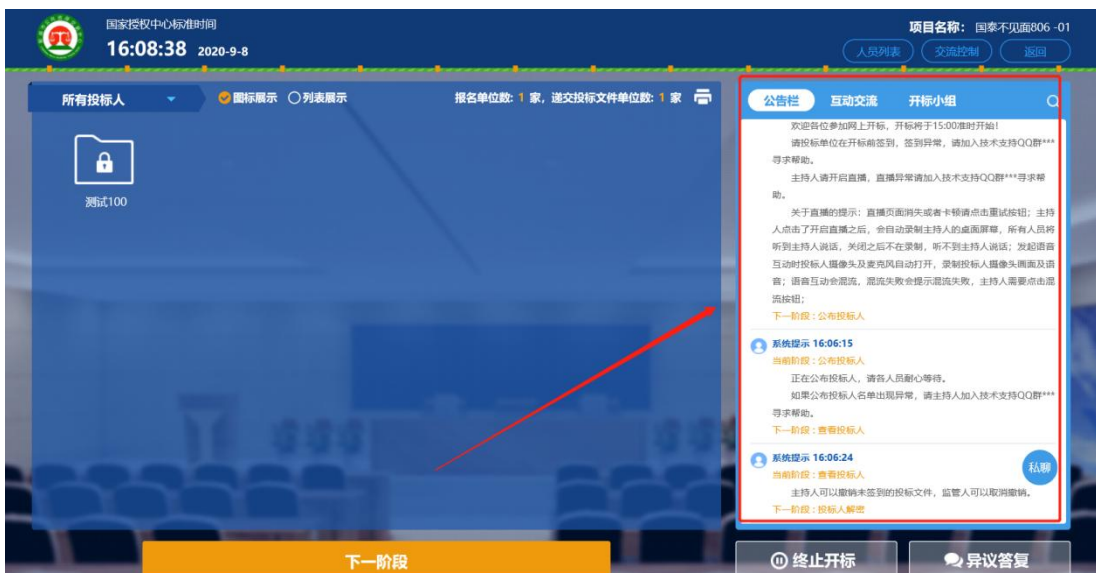 国家授权中心标准时间
16:08:38 2020-9-8
项目名称： 国泰不见面806 -01
人员列表 交流控制 返回
所有投标人 图标展示 列表展示 报名单位数: 1 家, 递交投标文件单位数: 1 家
测试100
公告栏 互动交流 开标小组
欢迎各位参加网上开标，开标将于15:00准时开始!
请投标单位在开标前签到，签到异常，请加入技术支持QQ群***
寻求帮助。
主持人请开启直播，直播异常请加入技术支持QQ群***寻求帮
助。
关于直播的提示：直播页面消失或者卡顿请点击重试按钮；主持
人点击了开启直播之后，会自动录制主持人的桌面屏幕，所有人员将
听到主持人说话，关闭之后不在录制，听不到主持人说话；发起语音
互动时投标人摄像头及麦克风自动打开，录制投标人摄像头画面及语
音；语音互动会混流，混流失败会提示混流失败，主持人需要点击混
流按钮；
下一阶段 : 公布投标人
系统提示 16:06:15
当前阶段 : 公布投标人
正在公布投标人，请各人员耐心等待。
如果公布投标人名单出现异常，请主持人加入技术支持QQ群***
寻求帮助。
下一阶段 : 查看投标人
系统提示 16:06:24
当前阶段 : 查看投标人
主持人可以撤销未签到的投标文件，监管人可以取消撤销。
下一阶段 : 投标人解密
私聊
下一阶段
终止开标 异议答复